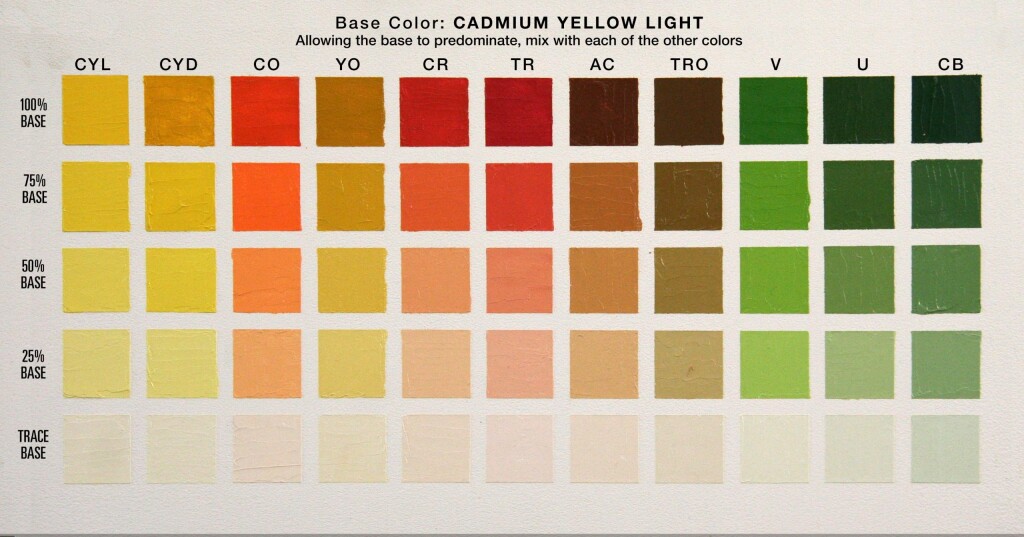 Base Color: CADMIUM YELLOW LIGHT
Allowing the base to predominate, mix with each of the other colors
CYL CYD CO YO CR TR AC TRO V U CB
100%
BASE
75%
BASE
50%
BASE
25%
BASE
TRACE
BASE